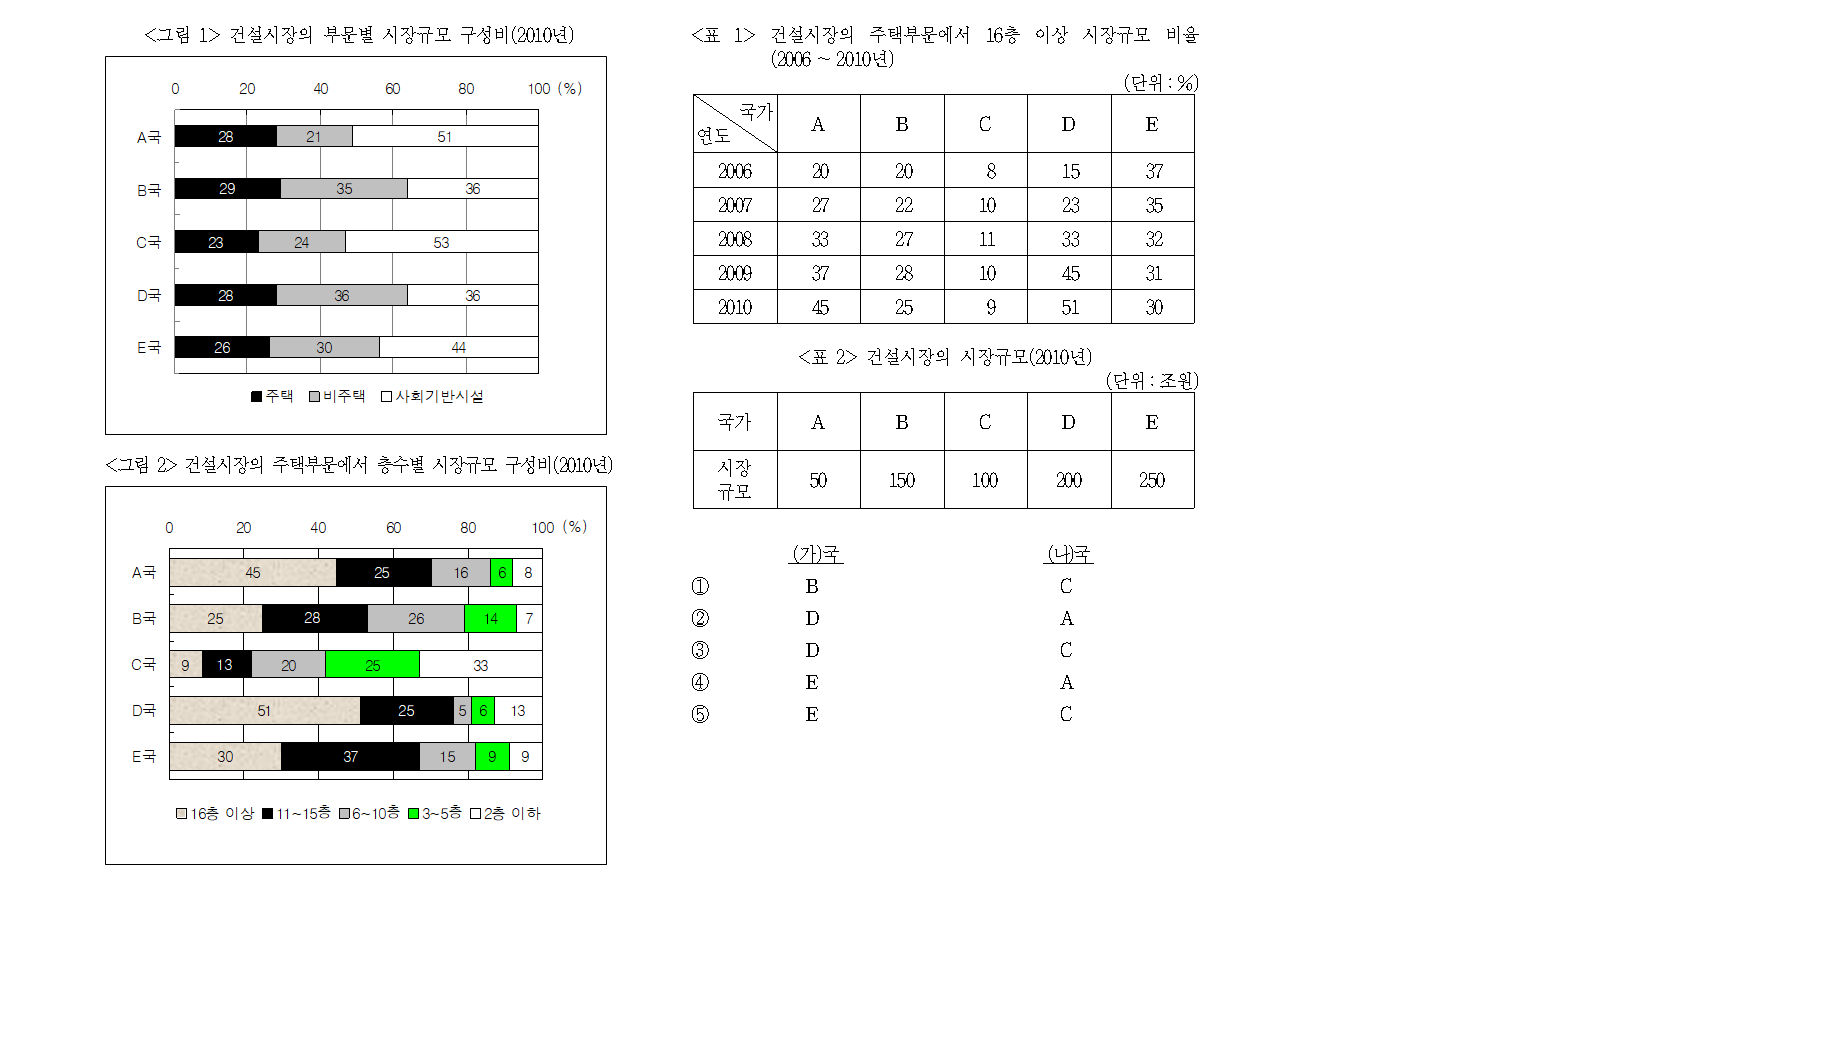 <그림 1> 건설시장의 부문별 시장규모 구성비(2010년)
0 20 40 60 80 100 (%)
A국 28 21 51
B국 29 35 36
C국 23 24 53
D국 28 36 36
E국 26 30 44
주택 비주택 사회기반시설
<그림 2> 건설시장의 주택부문에서 층수별 시장규모 구성비(2010년)
0 20 40 60 80 100 (%)
A국 45 25 16 6 8
B국 25 28 26 14 7
C국 9 13 20 25 33
D국 51 25 5 6 13
E국 30 37 15 9 9
16층 이상 11~15층 6~10층 3~5층 2층 이하
<표 1> 건설시장의 주택부문에서 16층 이상 시장규모 비율
(2006 ~ 2010년)
(단위 : %)
국가
연도
A B C D E
2006 20 20 8 15 37
2007 27 22 10 23 35
2008 33 27 11 33 32
2009 37 28 10 45 31
2010 45 25 9 51 30
<표 2> 건설시장의 시장규모(2010년)
(단위 : 조원)
국가 A B C D E
시장
규모
50 150 100 200 250
(가)국 (나)국
① B C
② D A
③ D C
④ E A
⑤ E C